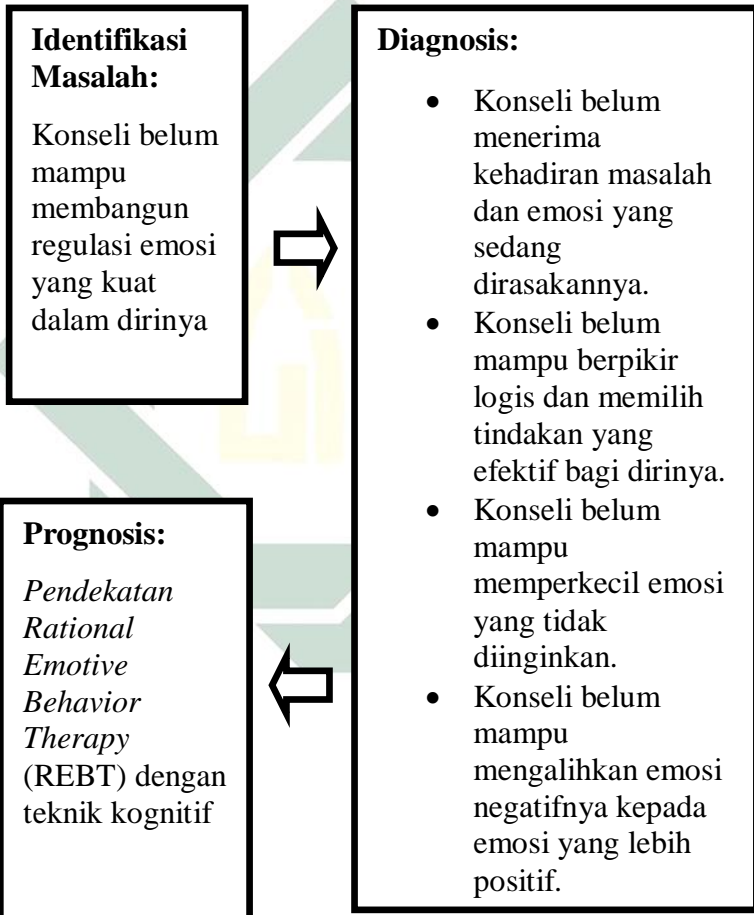 Identifikasi
Masalah:
Konseli belum
mampu
membangun
regulasi emosi
yang kuat
dalam dirinya
Diagnosis:
• Konseli belum
menerima
kehadiran masalah
dan emosi yang
sedang
dirasakannya.
• Konseli belum
mampu berpikir
logis dan memilih
tindakan yang
efektif bagi dirinya.
• Konseli belum
mampu
memperkecil emosi
yang tidak
diinginkan.
• Konseli belum
mampu
mengalihkan emosi
negatifnya kepada
emosi yang lebih
positif.
Prognosis:
Pendekatan
Rational
Emotive
Behavior
Therapy
(REBT) dengan
teknik kognitif